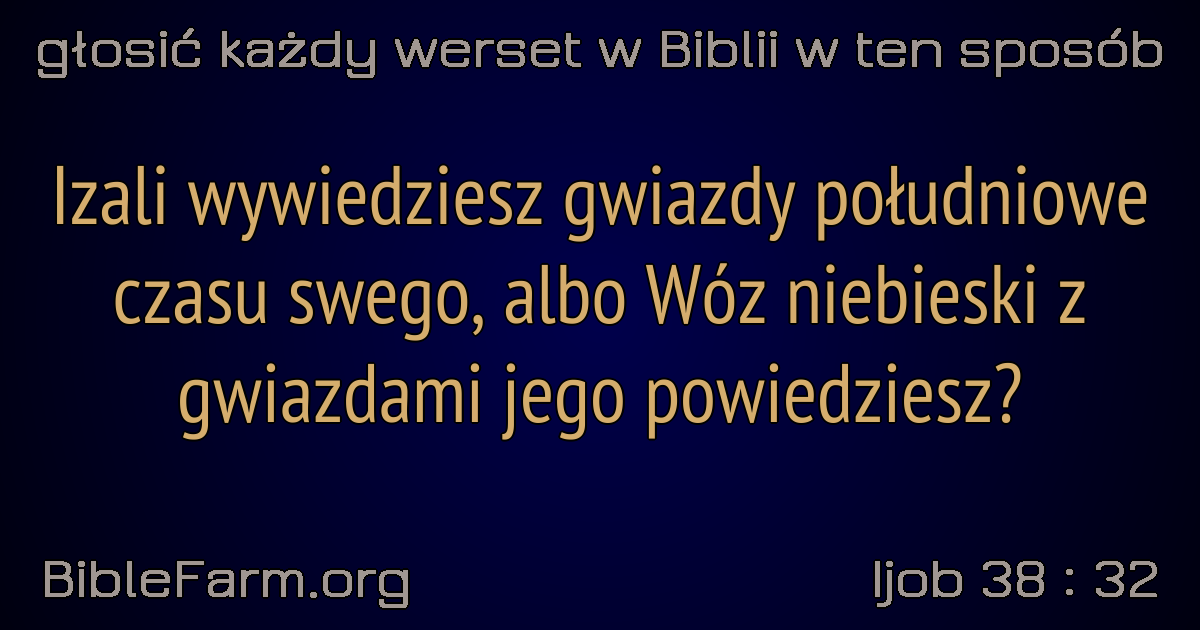 głosić każdy werset w Biblii w ten sposób
Izali wywiedziesz gwiazdy południowe
czasu swego, albo Wóz niebieski z
gwiazdami jego powiedziesz?
BibleFarm.org
Ijob 38 : 32